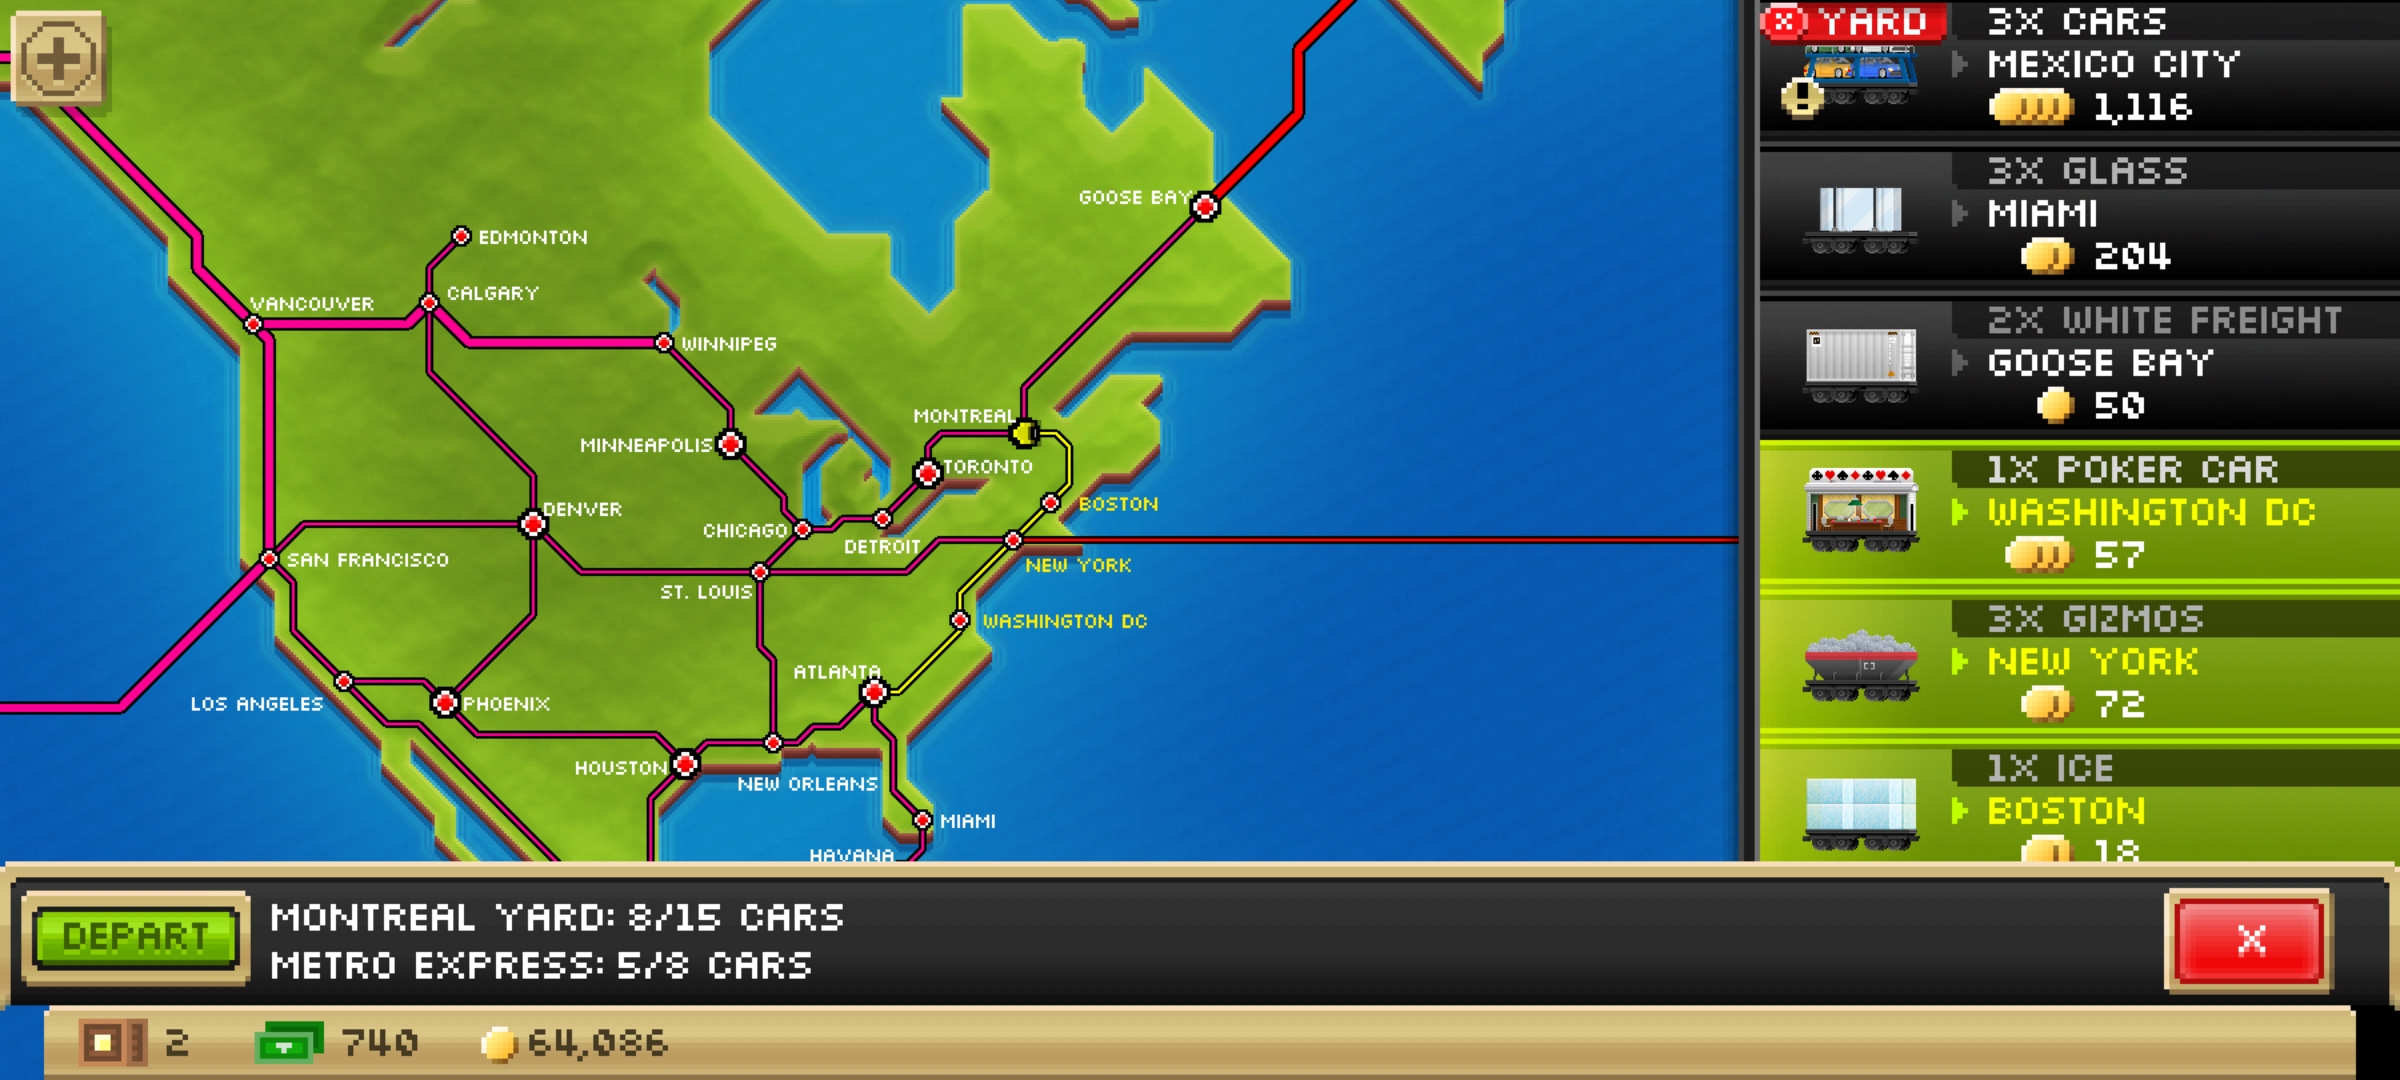 GOOSE BAY
EDMONTON
CALGARY
VANCOUVER
WINNIPEG
MONTREAL
MINNEAPOLIS
TORONTO
DENVER
BOSTON
CHICAGO
DETROIT
SAN FRANCISCO
NEW YORK
ST. LOUIS
WASHINGTON DC
ATLANTA
LOS ANGELES
PHOENIX
HOUSTON
NEW ORLEANS
MIAMI
HAVANA
YARD
3X CARS
MEXICO CITY
1,116
3X GLASS
MIAMI
204
2X WHITE FREIGHT
GOOSE BAY
50
1X POKER CAR
WASHINGTON DC
57
3X GIZMOS
NEW YORK
72
1X ICE
BOSTON
18
DEPART
MONTREAL YARD: 8/15 CARS
METRO EXPRESS: 5/8 CARS
X
2
740
64,086